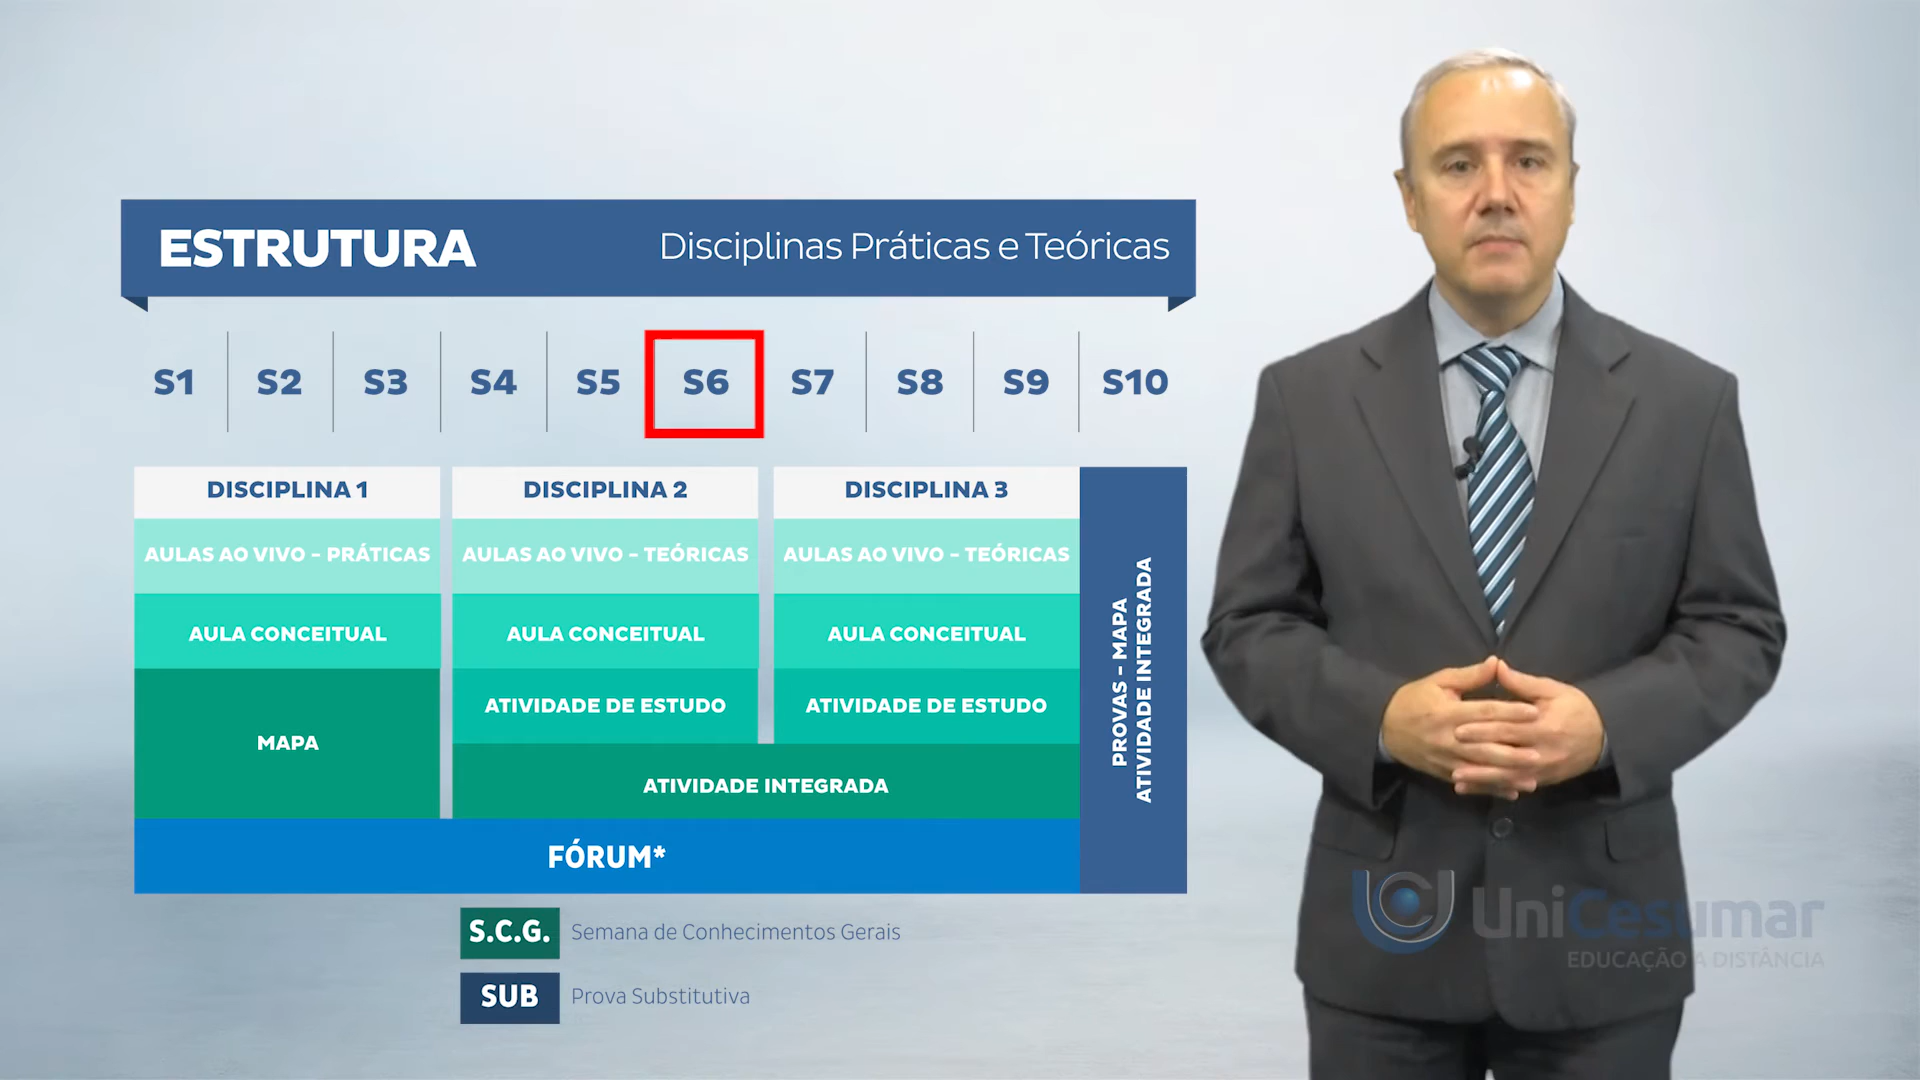 ESTRUTURA
Disciplinas Práticas e Teóricas
S1 S2 S3 S4 S5 S6 S7 S8 S9 S10
DISCIPLINA 1
AULAS AO VIVO - PRÁTICAS
AULA CONCEITUAL
MAPA
DISCIPLINA 2
AULAS AO VIVO - TEÓRICAS
AULA CONCEITUAL
ATIVIDADE DE ESTUDO
DISCIPLINA 3
AULAS AO VIVO - TEÓRICAS
AULA CONCEITUAL
ATIVIDADE DE ESTUDO
ATIVIDADE INTEGRADA
FÓRUM*
PROVAS - MAPA
ATIVIDADE INTEGRADA
S.C.G. Semana de Conhecimentos Gerais
SUB Prova Substitutiva
UniCesumar
EDUCAÇÃO A DISTÂNCIA